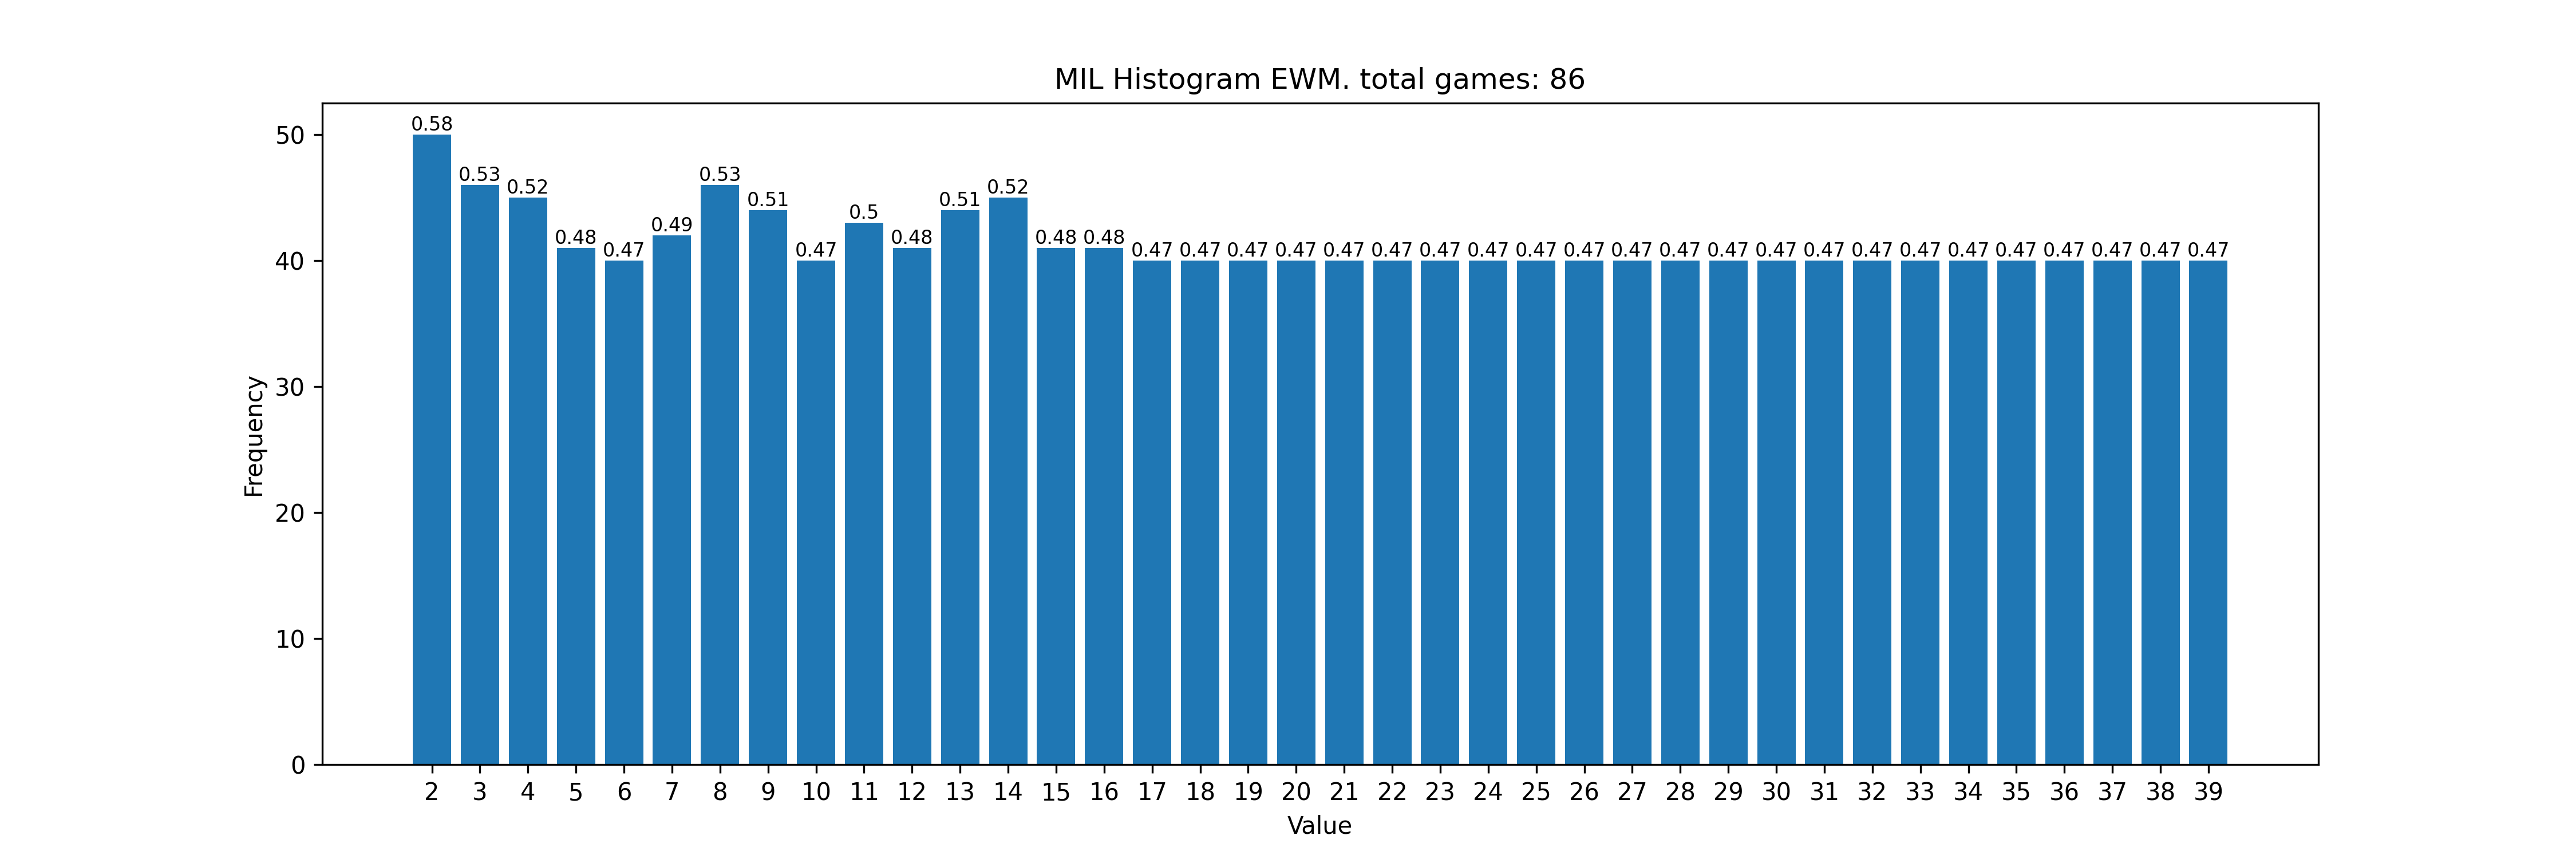 MIL Histogram EWM. total games: 86
Frequency
50
40
30
20
10
0
0.58 0.53 0.52 0.48 0.47 0.49 0.53 0.51 0.47 0.5 0.48 0.51 0.52 0.48 0.48 0.47 0.47 0.47 0.47 0.47 0.47 0.47 0.47 0.47 0.47 0.47 0.47 0.47 0.47 0.47 0.47 0.47 0.47 0.47 0.47 0.47 0.47 0.47
2 3 4 5 6 7 8 9 10 11 12 13 14 15 16 17 18 19 20 21 22 23 24 25 26 27 28 29 30 31 32 33 34 35 36 37 38 39
Value